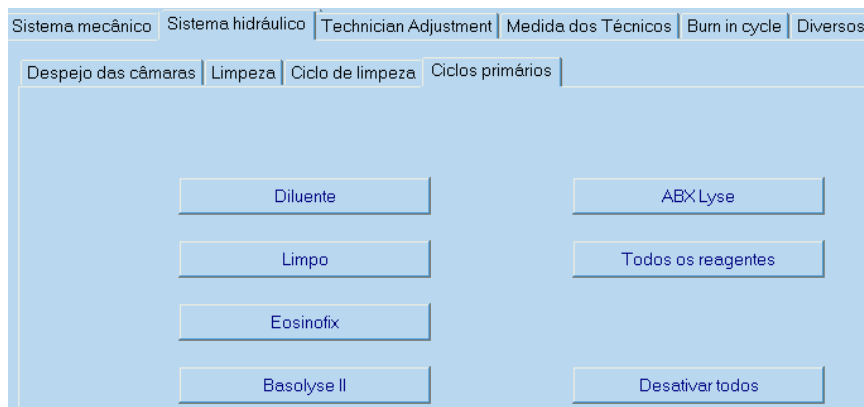 Sistema mecânico Sistema hidráulico Technician Adjustment Medida dos Técnicos Burn in cycle Diversos
Despejo das câmaras Limpeza Ciclo de limpeza Ciclos primários
Diluente ABX Lyse
Limpo Todos os reagentes
Eosinofix
Basolyse II Desativar todos